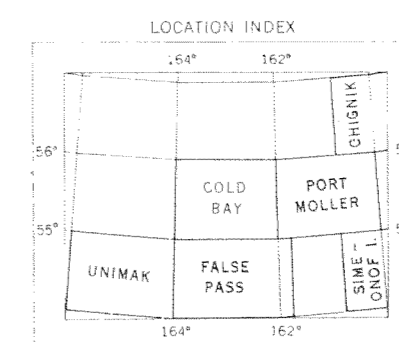 LOCATION INDEX
164° 162°
CHIGNIK
56°
COLD
BAY
PORT
MOLLER
55°
UNIMAK
FALSE
PASS
SIME-
ONOF I.
164° 162°